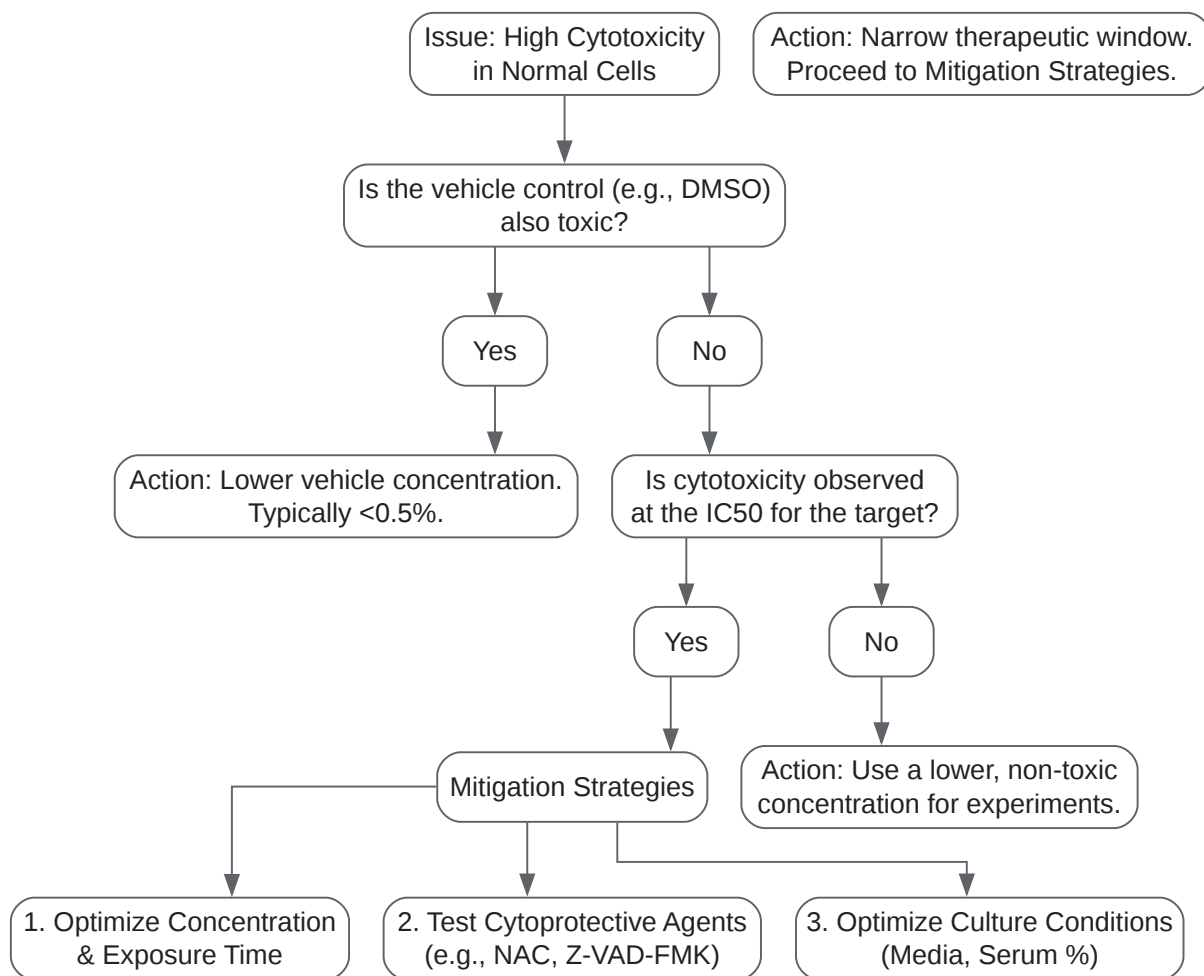 Issue: High Cytotoxicity
in Normal Cells
Action: Narrow therapeutic window.
Proceed to Mitigation Strategies.
Is the vehicle control (e.g., DMSO)
also toxic?
Yes
No
Action: Lower vehicle concentration.
Typically <0.5%.
Is cytotoxicity observed
at the IC50 for the target?
Yes
No
Mitigation Strategies
Action: Use a lower, non-toxic
concentration for experiments.
1. Optimize Concentration
& Exposure Time
2. Test Cytoprotective Agents
(e.g., NAC, Z-VAD-FMK)
3. Optimize Culture Conditions
(Media, Serum %)